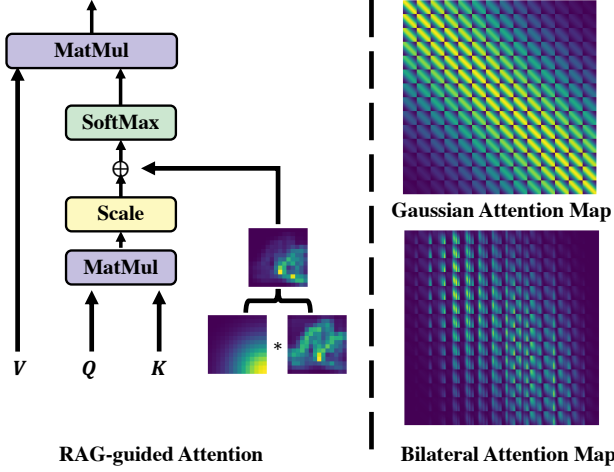 MatMul
SoftMax
⊕
Scale
MatMul
*
V Q K
RAG-guided Attention
Gaussian Attention Map
Bilateral Attention Map